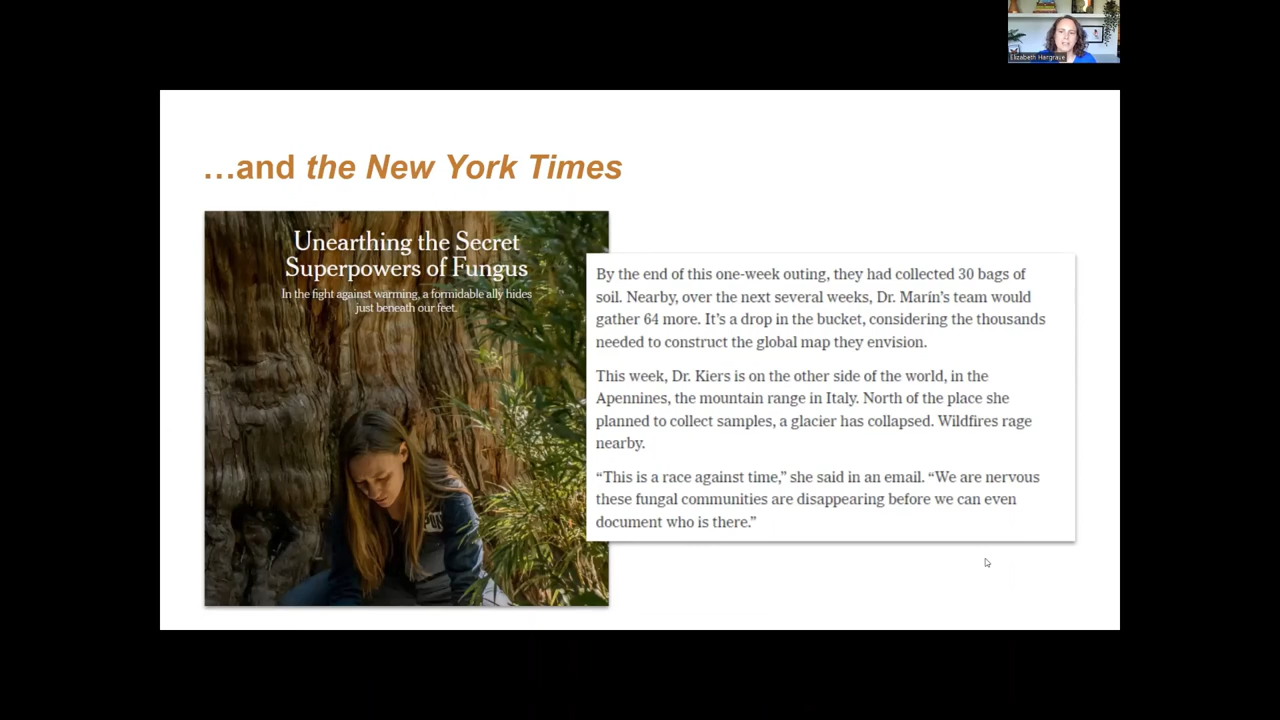 Elizabeth Hargrave
…and the New York Times
Unearthing the Secret
Superpowers of Fungus
In the fight against warming, a formidable ally hides
just beneath our feet.
By the end of this one-week outing, they had collected 30 bags of
soil. Nearby, over the next several weeks, Dr. Marín’s team would
gather 64 more. It’s a drop in the bucket, considering the thousands
needed to construct the global map they envision.
This week, Dr. Kiers is on the other side of the world, in the
Apennines, the mountain range in Italy. North of the place she
planned to collect samples, a glacier has collapsed. Wildfires rage
nearby.
“This is a race against time,” she said in an email. “We are nervous
these fungal communities are disappearing before we can even
document who is there.”